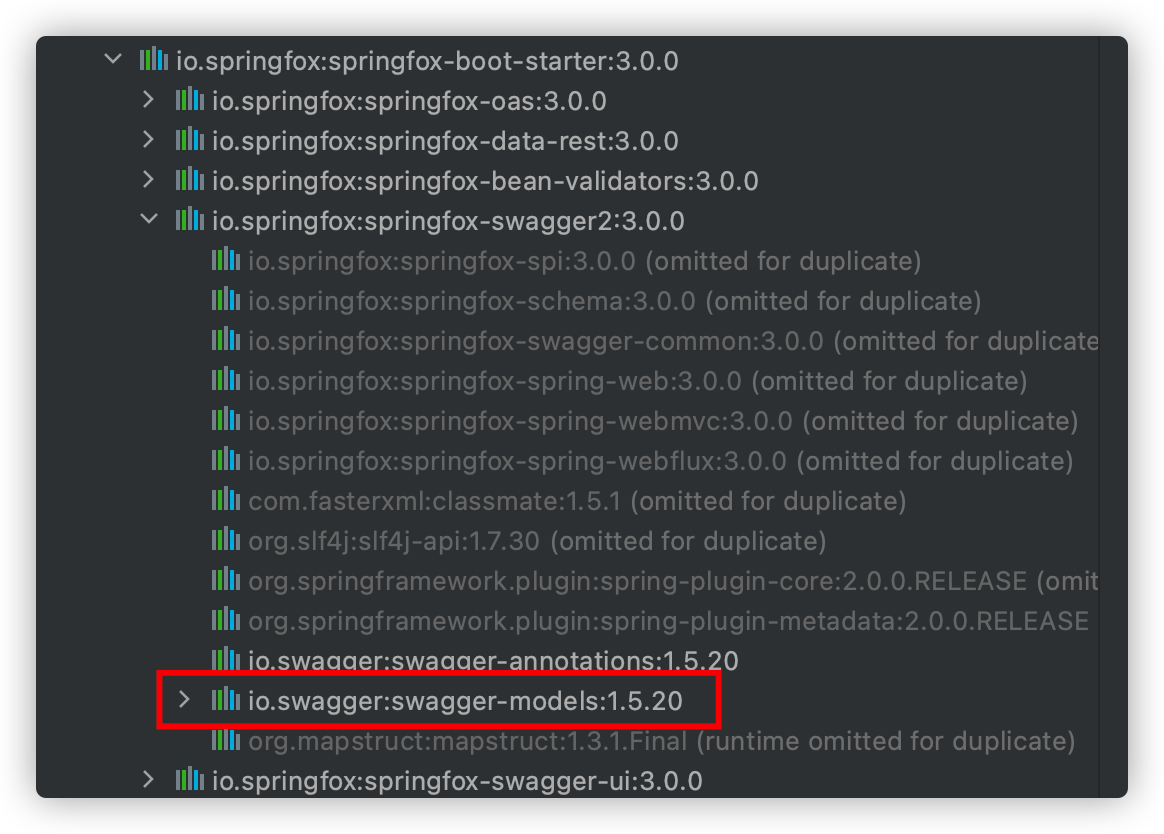 io.springfox:springfox-boot-starter:3.0.0
io.springfox:springfox-oas:3.0.0
io.springfox:springfox-data-rest:3.0.0
io.springfox:springfox-bean-validators:3.0.0
io.springfox:springfox-swagger2:3.0.0
io.springfox:springfox-spi:3.0.0 (omitted for duplicate)
io.springfox:springfox-schema:3.0.0 (omitted for duplicate)
io.springfox:springfox-swagger-common:3.0.0 (omitted for duplicate
io.springfox:springfox-spring-web:3.0.0 (omitted for duplicate)
io.springfox:springfox-spring-webmvc:3.0.0 (omitted for duplicate)
io.springfox:springfox-spring-webflux:3.0.0 (omitted for duplicate)
com.fasterxml:classmate:1.5.1 (omitted for duplicate)
org.slf4j:slf4j-api:1.7.30 (omitted for duplicate)
org.springframework.plugin:spring-plugin-core:2.0.0.RELEASE (omit
org.springframework.plugin:spring-plugin-metadata:2.0.0.RELEASE
io.swagger:swagger-annotations:1.5.20
io.swagger:swagger-models:1.5.20
org.mapstruct:mapstruct:1.3.1.Final (runtime omitted for duplicate)
io.springfox:springfox-swagger-ui:3.0.0